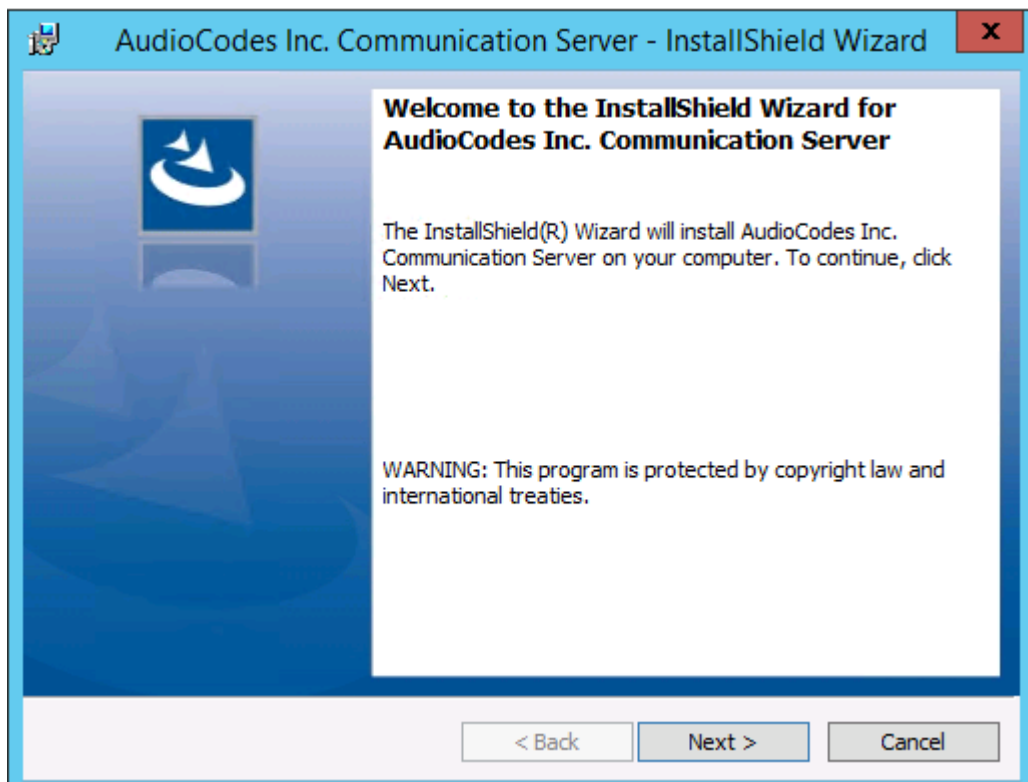 AudioCodes Inc. Communication Server - InstallShield Wizard
x
Welcome to the InstallShield Wizard for
AudioCodes Inc. Communication Server
The InstallShield(R) Wizard will install AudioCodes Inc.
Communication Server on your computer. To continue, click
Next.
WARNING: This program is protected by copyright law and
international treaties.
< Back
Next >
Cancel